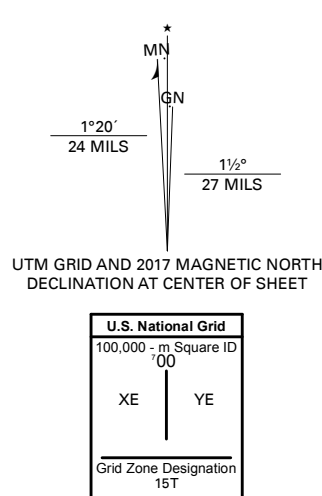 ★
MN
GN
1°20´
24 MILS
1½°
27 MILS
UTM GRID AND 2017 MAGNETIC NORTH
DECLINATION AT CENTER OF SHEET
U.S. National Grid
100,000 - m Square ID
⁷00
XE YE
Grid Zone Designation
15T